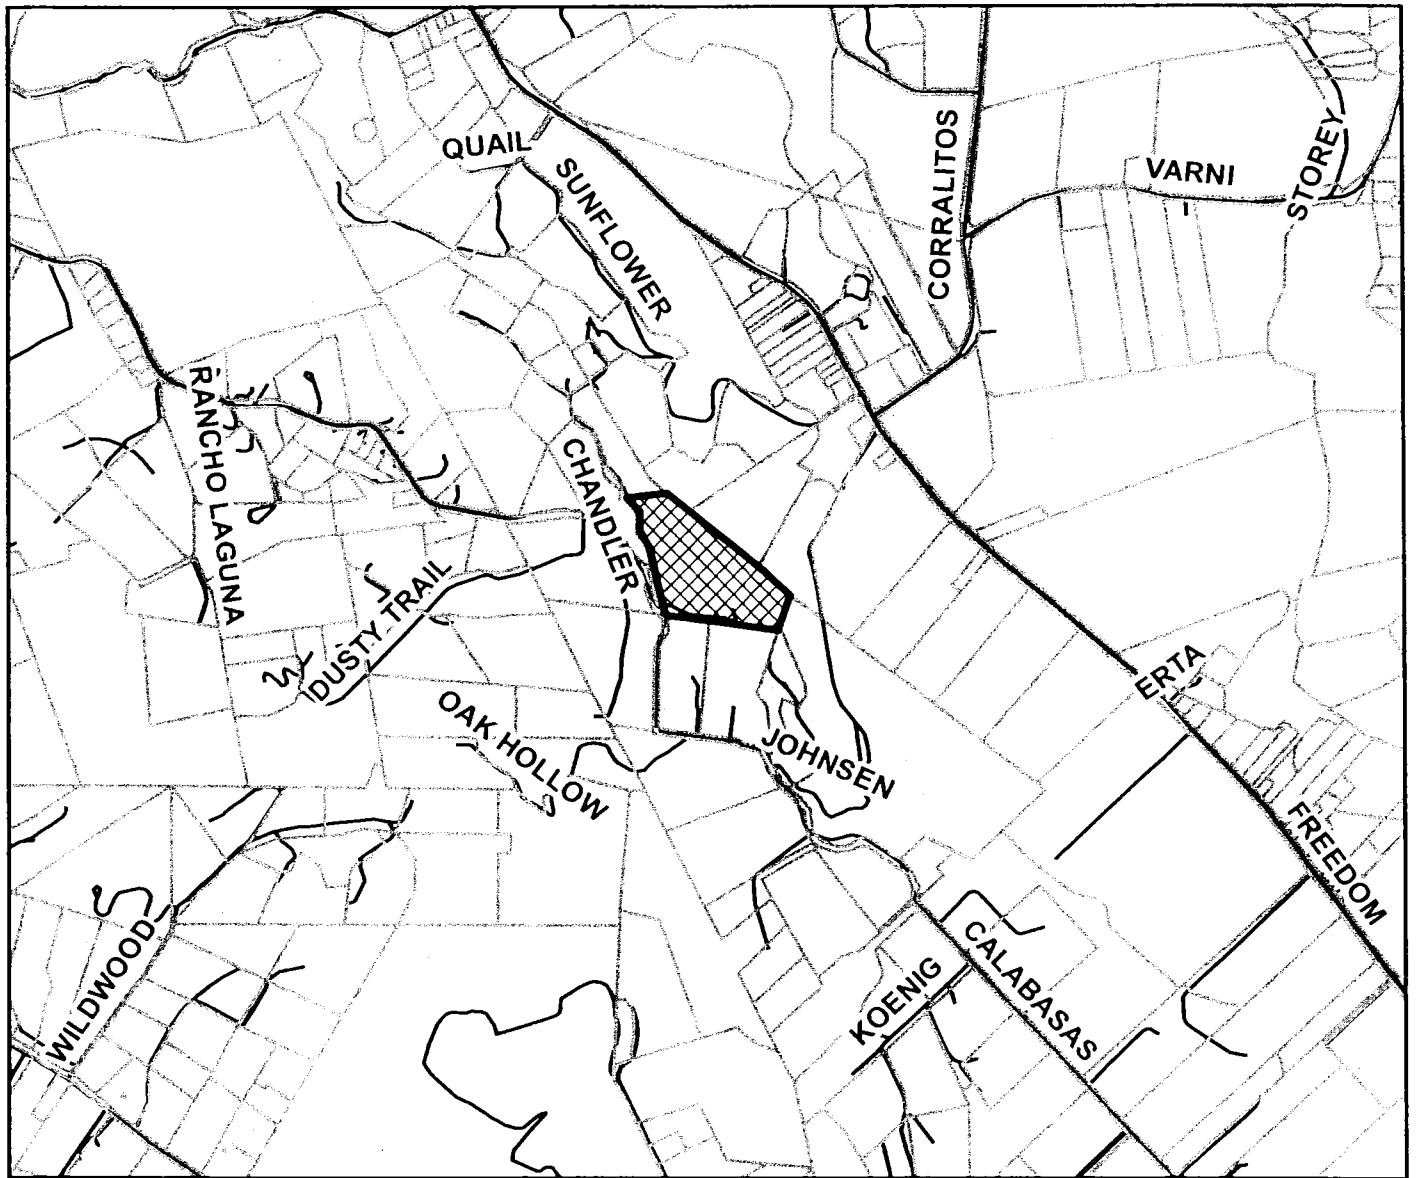 QUAIL
SUNFLOWER
CORRALITOS
VARNI
STOREY
RANCHO LAGUNA
CHANDLER
DUSTY TRAIL
OAK HOLLOW
JOHNSEN
ERTA
FREEDOM
WILDWOOD
KOENIG
CALABASAS